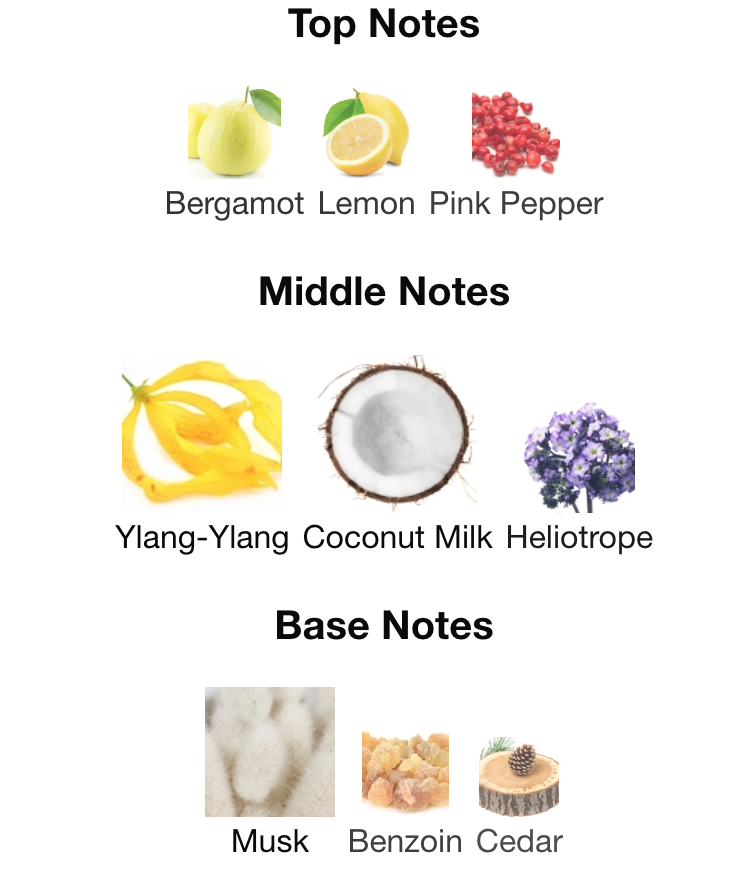 Top Notes
Bergamot Lemon Pink Pepper
Middle Notes
Ylang-Ylang Coconut Milk Heliotrope
Base Notes
Musk Benzoin Cedar